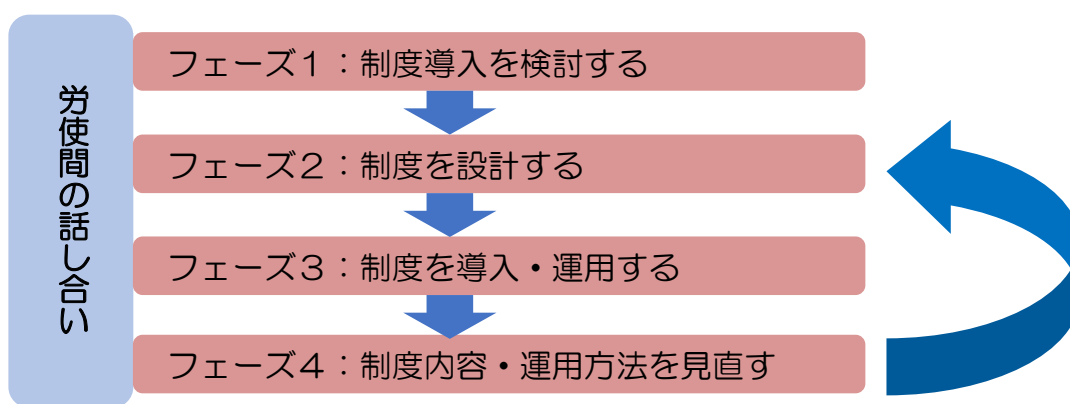 労使間の話し合い
フェーズ１：制度導入を検討する
フェーズ２：制度を設計する
フェーズ３：制度を導入・運用する
フェーズ４：制度内容・運用方法を見直す